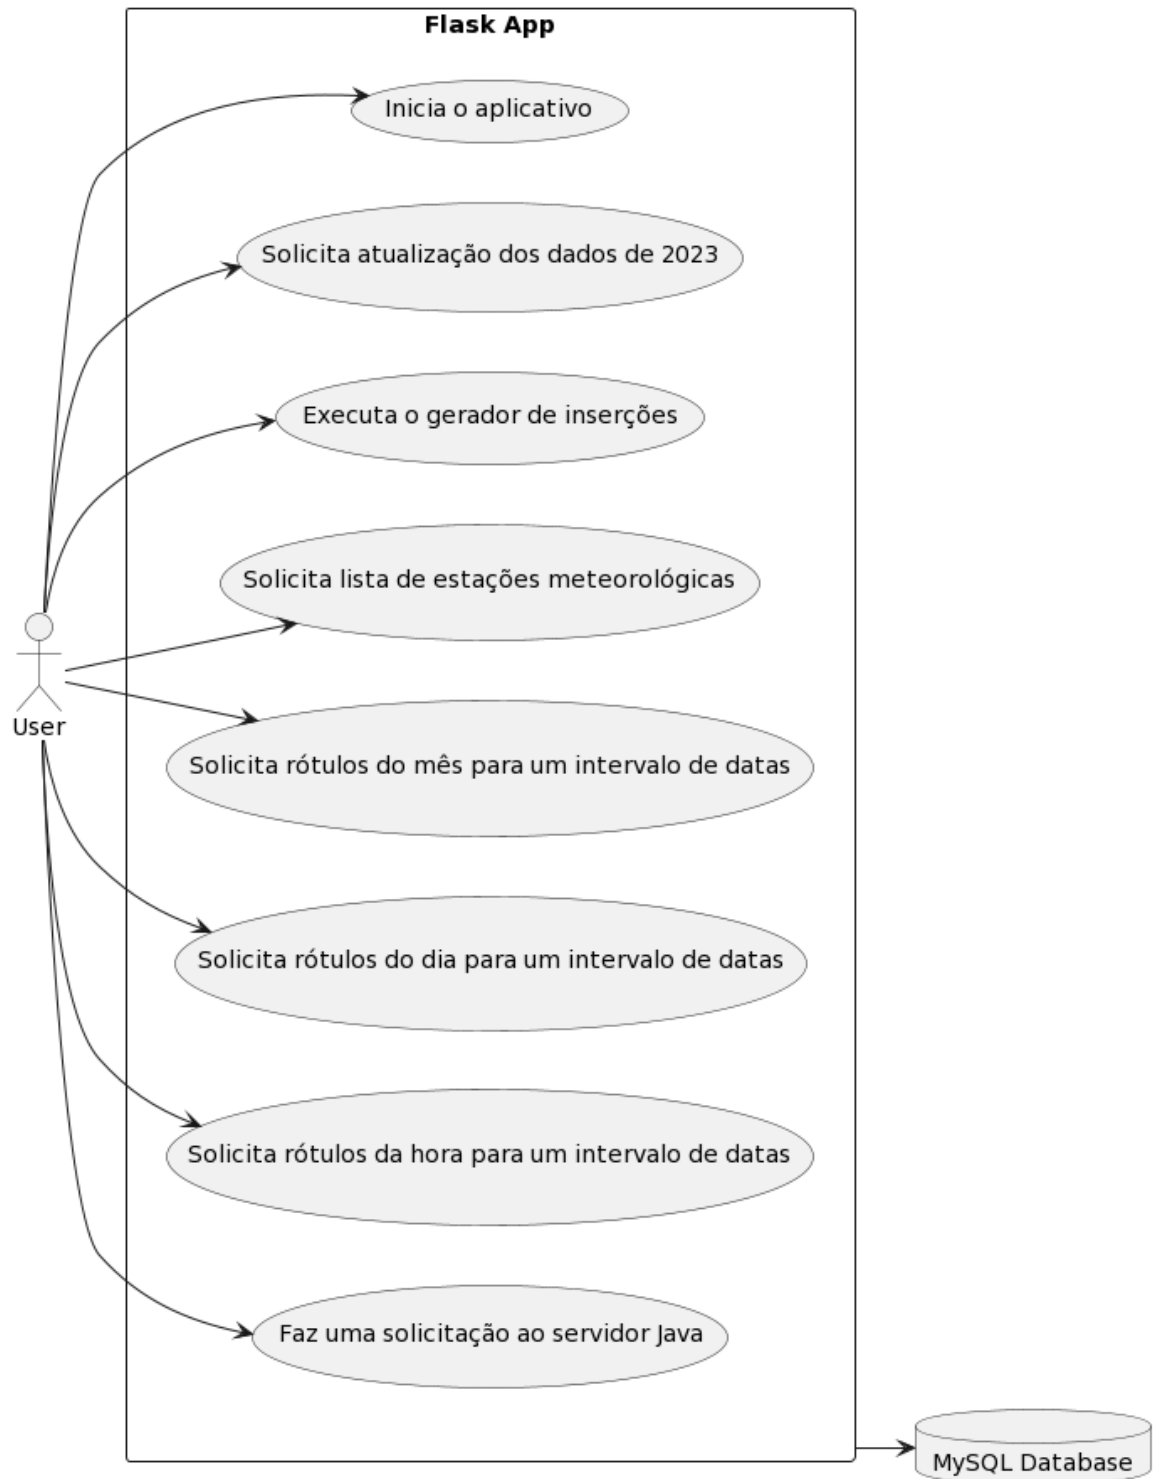 Flask App
Inicia o aplicativo
Solicita atualização dos dados de 2023
Executa o gerador de inserções
Solicita lista de estações meteorológicas
User
Solicita rótulos do mês para um intervalo de datas
Solicita rótulos do dia para um intervalo de datas
Solicita rótulos da hora para um intervalo de datas
Faz uma solicitação ao servidor Java
MySQL Database